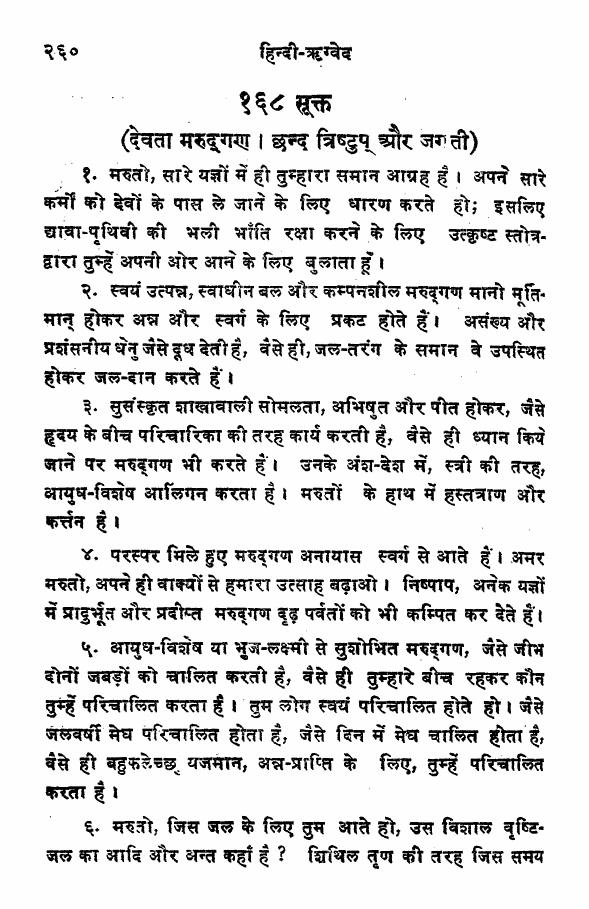 २६० हिन्दी-ऋग्वेद
१६८ सूक्त
(देवता मरुद्गण । छन्द त्रिष्टुप् और जगती)
१. मरुतो, सारे यज्ञों में ही तुम्हारा समान आग्रह है । अपने सारे
कर्मों को देवों के पास ले जाने के लिए धारण करते हो; इसलिए
द्यावा-पृथिवी की भली भाँति रक्षा करने के लिए उत्कृष्ट स्तोत्र-
द्वारा तुम्हें अपनी ओर आने के लिए बुलाता हूँ ।
२. स्वयं उत्पन्न, स्वाधीन बल और कम्पनशील मरुद्गण मानो मूर्ति-
मान् होकर अन्न और स्वर्ग के लिए प्रकट होते हैं । असंख्य और
प्रशंसनीय धेनु जैसे दूध देती है, वैसे ही, जल-तरंग के समान वे उपस्थित
होकर जल-दान करते हैं ।
३. सुसंस्कृत शाखावाली सोमलता, अभिषुत और पीत होकर, जैसे
हृदय के बीच परिचारिका की तरह कार्य करती है, वैसे ही ध्यान किये
जाने पर मरुद्गण भी करते हैं । उनके अंश-देश में, स्त्री की तरह,
आयुध-विशेष आलिंगन करता है । मरुतों के हाथ में हस्तत्राण और
कर्त्तन है ।
४. परस्पर मिले हुए मरुद्गण अनायास स्वर्ग से आते हैं । अमर
मरुतो, अपने ही वाक्यों से हमारा उत्साह बढ़ाओ । निष्पाप, अनेक यज्ञों
में प्रादुर्भूत और प्रदीप्त मरुद्गण दृढ़ पर्वतों को भी कम्पित कर देते हैं ।
५. आयुध-विशेष या भुज-लक्ष्मी से सुशोभित मरुद्गण, जैसे जीभ
दोनों जबड़ों को चालित करती है, वैसे ही तुम्हारे बीच रहकर कौन
तुम्हें परिचालित करता है । तुम लोग स्वयं परिचालित होते हो । जैसे
जलवर्षी मेघ परिचालित होता है, जैसे दिन में मेघ चालित होता है,
वैसे ही बहुफलेच्छु यजमान, अन्न-प्राप्ति के लिए, तुम्हें परिचालित
करता है ।
६. मरुतो, जिस जल के लिए तुम आते हो, उस विशाल वृष्टि-
जल का आदि और अन्त कहाँ है ? शिथिल तृण की तरह जिस समय